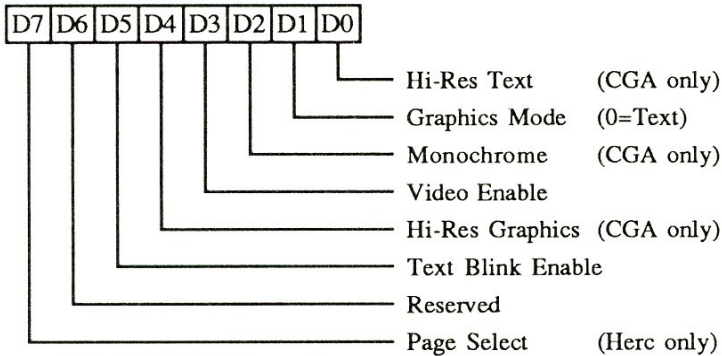 D7 D6 D5 D4 D3 D2 D1 D0
Hi-Res Text (CGA only)
Graphics Mode (0=Text)
Monochrome (CGA only)
Video Enable
Hi-Res Graphics (CGA only)
Text Blink Enable
Reserved
Page Select (Herc only)